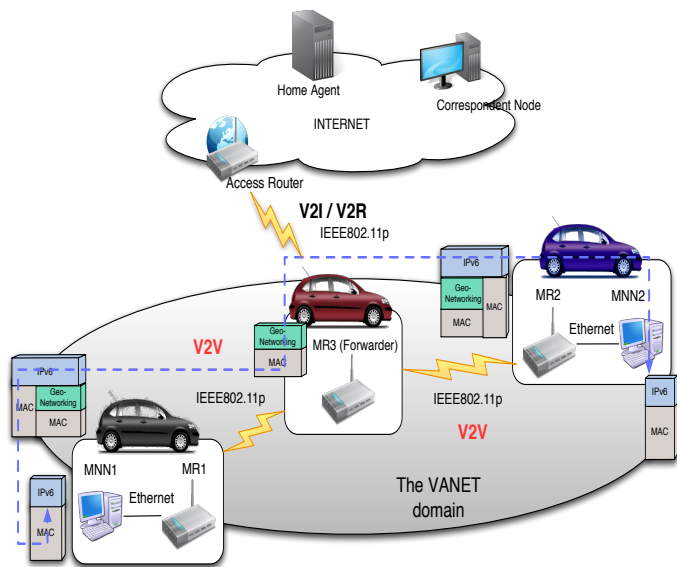 Home Agent
Correspondent Node
INTERNET
Access Router
V2I / V2R
IEEE802.11p
IPv6
Geo-
Networking
MAC
MAC
MR2
MNN2
Ethernet
V2V
Geo-
Networking
MAC
MR3 (Forwarder)
IEEE802.11p
IEEE802.11p
V2V
IPv6
MAC
IPv6
MAC
Geo-
Networking
MAC
MNN1
MR1
Ethernet
IPv6
MAC
The VANET
domain